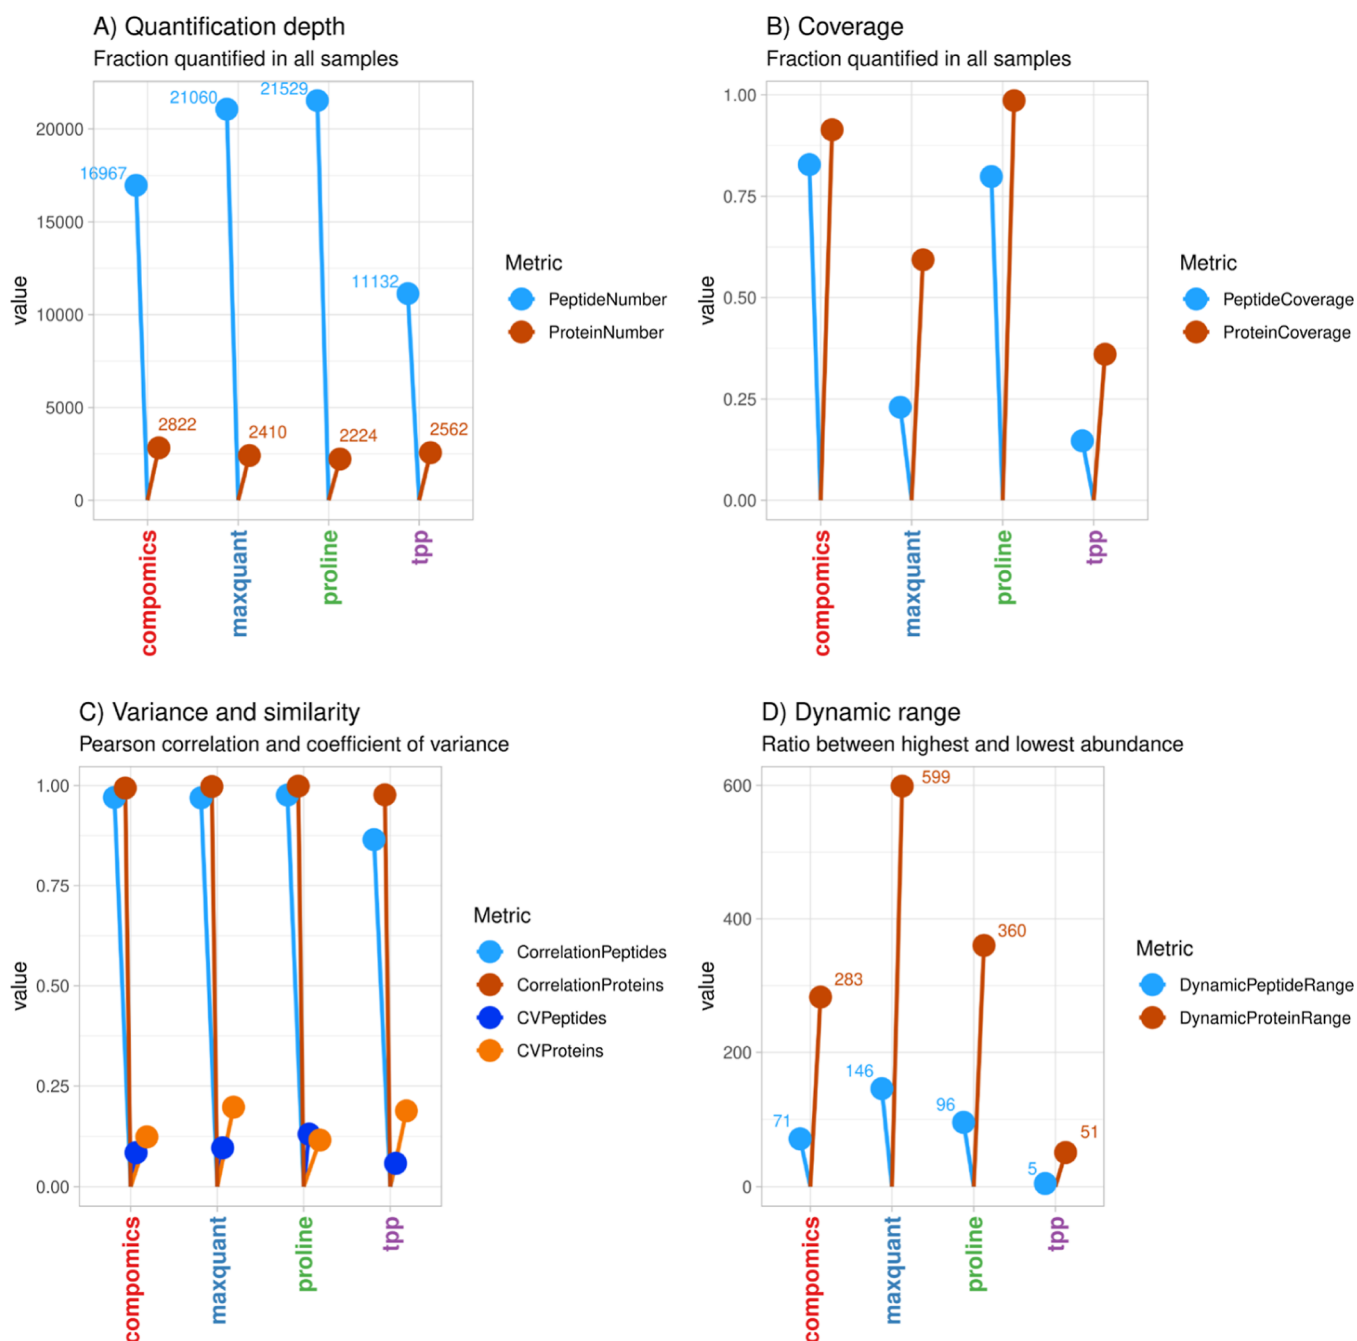 A) Quantification depth
Fraction quantified in all samples
value
20000
15000
10000
5000
0
16967
21060
21529
11132
2822
2410
2224
2562
compomics
maxquant
proline
tpp
Metric
PeptideNumber
ProteinNumber
B) Coverage
Fraction quantified in all samples
value
1.00
0.75
0.50
0.25
0.00
compomics
maxquant
proline
tpp
Metric
PeptideCoverage
ProteinCoverage
C) Variance and similarity
Pearson correlation and coefficient of variance
value
1.00
0.75
0.50
0.25
0.00
compomics
maxquant
proline
tpp
Metric
CorrelationPeptides
CorrelationProteins
CVPeptides
CVProteins
D) Dynamic range
Ratio between highest and lowest abundance
value
600
400
200
0
71
283
146
599
96
360
5
51
compomics
maxquant
proline
tpp
Metric
DynamicPeptideRange
DynamicProteinRange